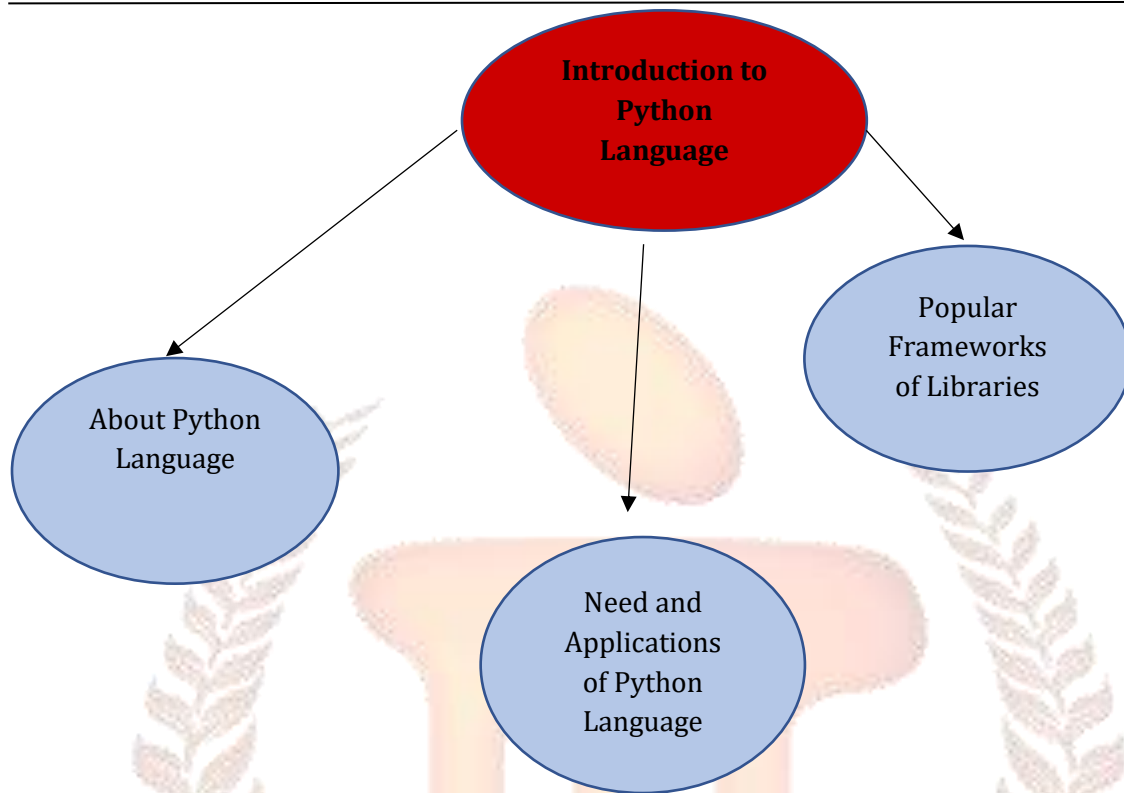 Introduction to
Python
Language
Popular
Frameworks
of Libraries
About Python
Language
Need and
Applications
of Python
Language